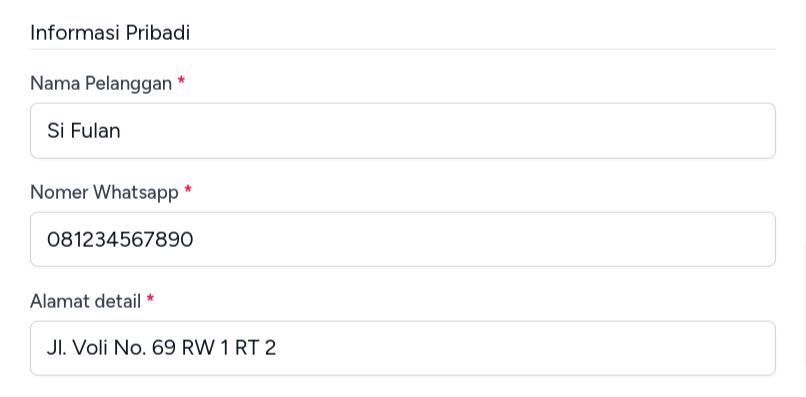 Informasi Pribadi
Nama Pelanggan *
Si Fulan
Nomer Whatsapp *
081234567890
Alamat detail *
Jl. Voli No. 69 RW 1 RT 2